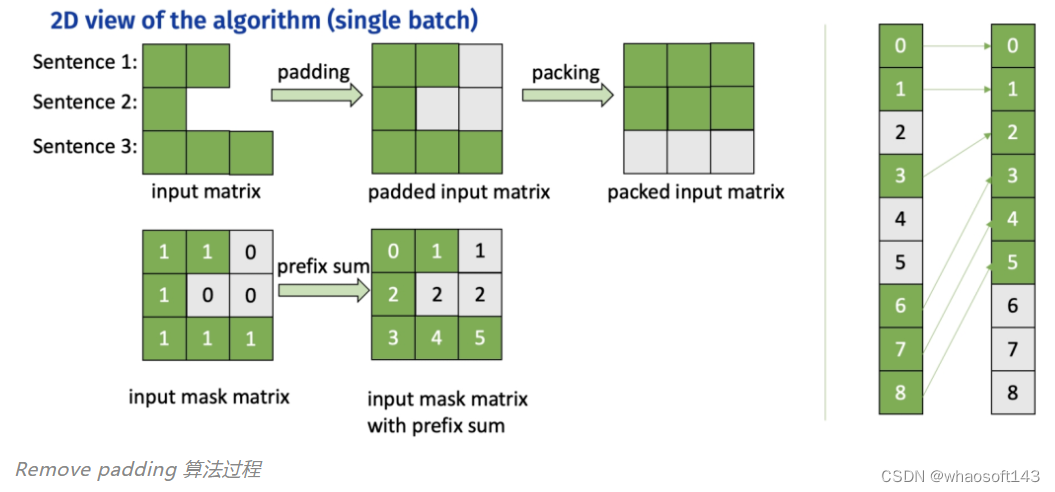 2D view of the algorithm (single batch)
Sentence 1:
Sentence 2:
Sentence 3:
padding
packing
input matrix
padded input matrix
packed input matrix
1 1 0
1 0 0
1 1 1
prefix sum
0 1 1
2 2 2
3 4 5
input mask matrix
input mask matrix
with prefix sum
0 0
1 1
2 2
3 3
4 4
5 5
6 6
7 7
8 8
Remove padding 算法过程
CSDN @whaosoft143